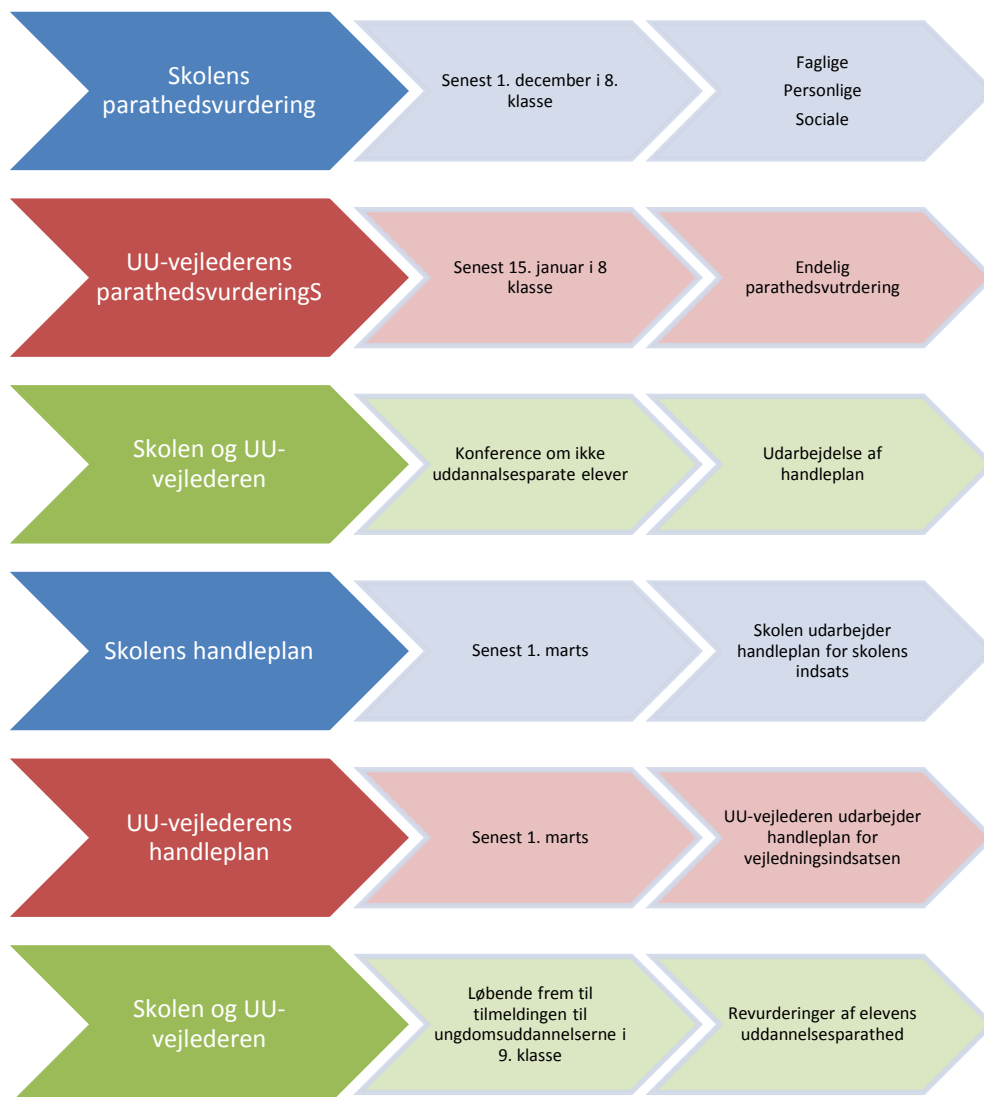 Skolens
parathedsvurdering
Senest 1. december i 8.
klasse
Faglige
Personlige
Sociale
UU-vejlederens
parathedsvurderingS
Senest 15. januar i 8
klasse
Endelig
parathedsvutrdering
Skolen og UU-
vejlederen
Konference om ikke
uddannalsesparate elever
Udarbejdelse af
handleplan
Skolens handleplan
Senest 1. marts
Skolen udarbejder
handleplan for skolens
indsats
UU-vejlederens
handleplan
Senest 1. marts
UU-vejlederen udarbejder
handleplan for
vejledningsindsatsen
Skolen og UU-
vejlederen
Løbende frem til
tilmeldingen til
ungdomsuddannelserne i
9. klasse
Revurderinger af elevens
uddannelsesparathed